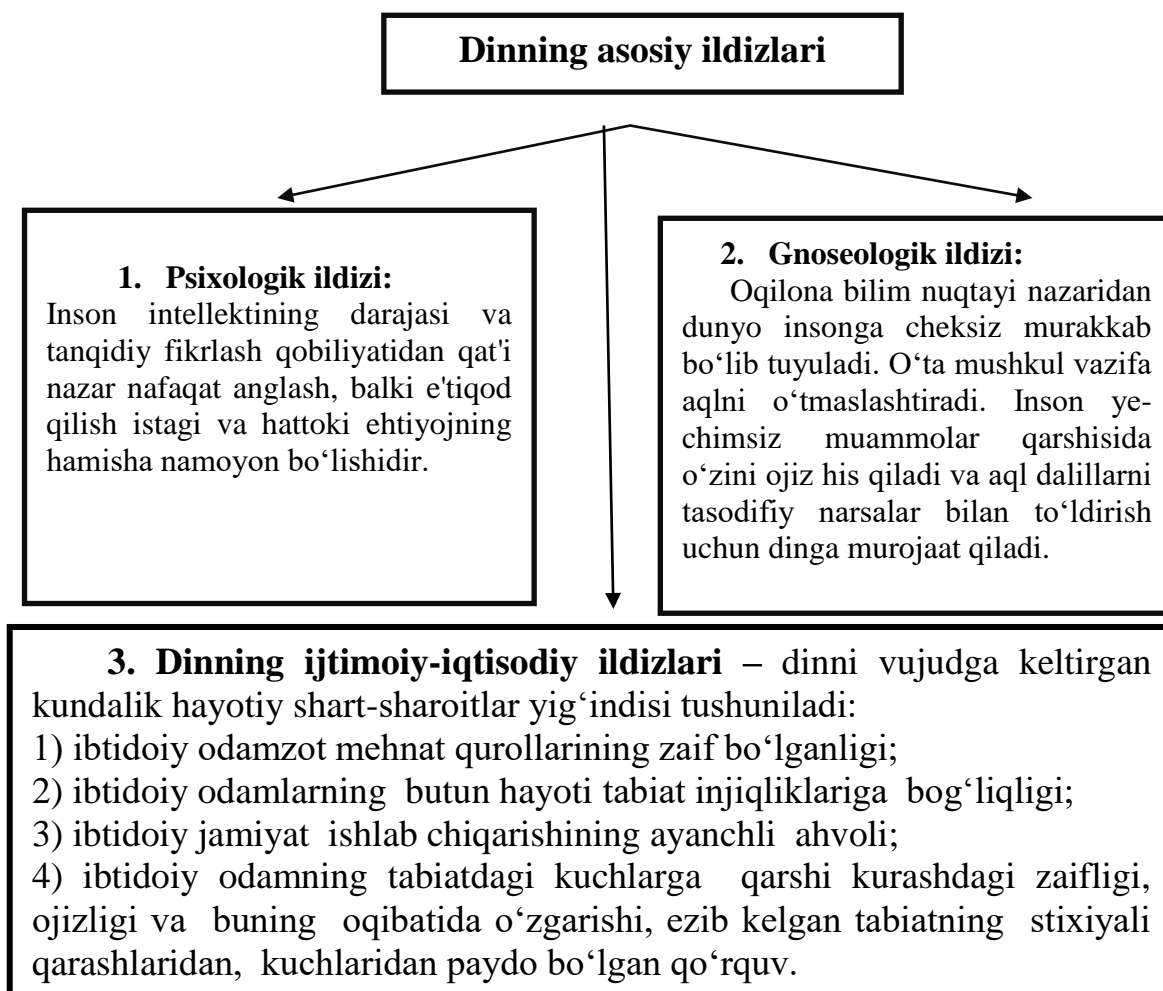 Dinning asosiy ildizlari
1. Psixologik ildizi:
Inson intellektining darajasi va
tanqidiy fikrlash qobiliyatidan qat'i
nazar nafaqat anglash, balki e'tiqod
qilish istagi va hattoki ehtiyojning
hamisha namoyon bo‘lishidir.
2. Gnoseologik ildizi:
Oqilona bilim nuqtayi nazaridan
dunyo insonga cheksiz murakkab
bo‘lib tuyuladi. O‘ta mushkul vazifa
aqlni o‘tmaslashtiradi. Inson ye-
chimsiz muammolar qarshisida
o‘zini ojiz his qiladi va aql dalillarni
tasodifiy narsalar bilan to‘ldirish
uchun dinga murojaat qiladi.
3. Dinning ijtimoiy-iqtisodiy ildizlari – dinni vujudga keltirgan
kundalik hayotiy shart-sharoitlar yig‘indisi tushuniladi:
1) ibtidoiy odamzot mehnat qurollarining zaif bo‘lganligi;
2) ibtidoiy odamlarning butun hayoti tabiat injiqliklariga bog‘liqligi;
3) ibtidoiy jamiyat ishlab chiqarishining ayanchli ahvoli;
4) ibtidoiy odamning tabiatdagi kuchlarga qarshi kurashdagi zaifligi,
ojizligi va buning oqibatida o‘zgarishi, ezib kelgan tabiatning stixiyali
qarashlaridan, kuchlaridan paydo bo‘lgan qo‘rquv.